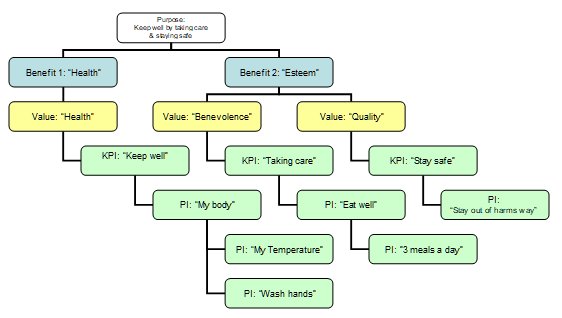 Purpose:
Keep well by taking care
& staying safe
Benefit 1: "Health"
Benefit 2: "Esteem"
Value: "Health"
Value: "Benevolence"
Value: "Quality"
KPI: "Keep well"
KPI: "Taking care"
KPI: "Stay safe"
PI: "My body"
PI: "Eat well"
PI:
"Stay out of harms way"
PI: "My Temperature"
PI: "3 meals a day"
PI: "Wash hands"